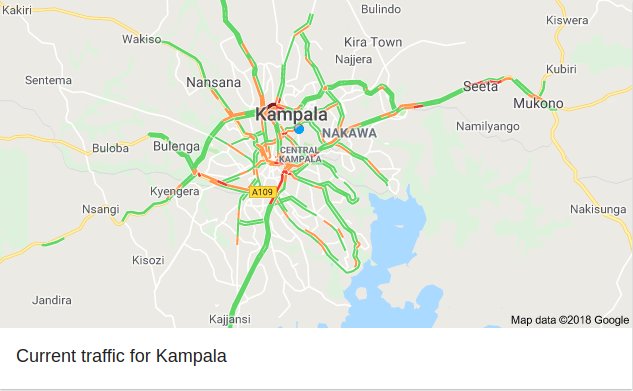 Kakiri
Bulindo
Kiswera
Wakiso
Kira Town
Najjera
Kubiri
Sentema
Nansana
Seeta
Mukono
Kampala
NAKAWA
Namilyango
Buloba
Bulenga
CENTRAL
KAMPALA
Kyengera
A109
Nsangi
Nakisunga
Kisozi
Jandira
Kajjansi
Map data ©2018 Google
Current traffic for Kampala